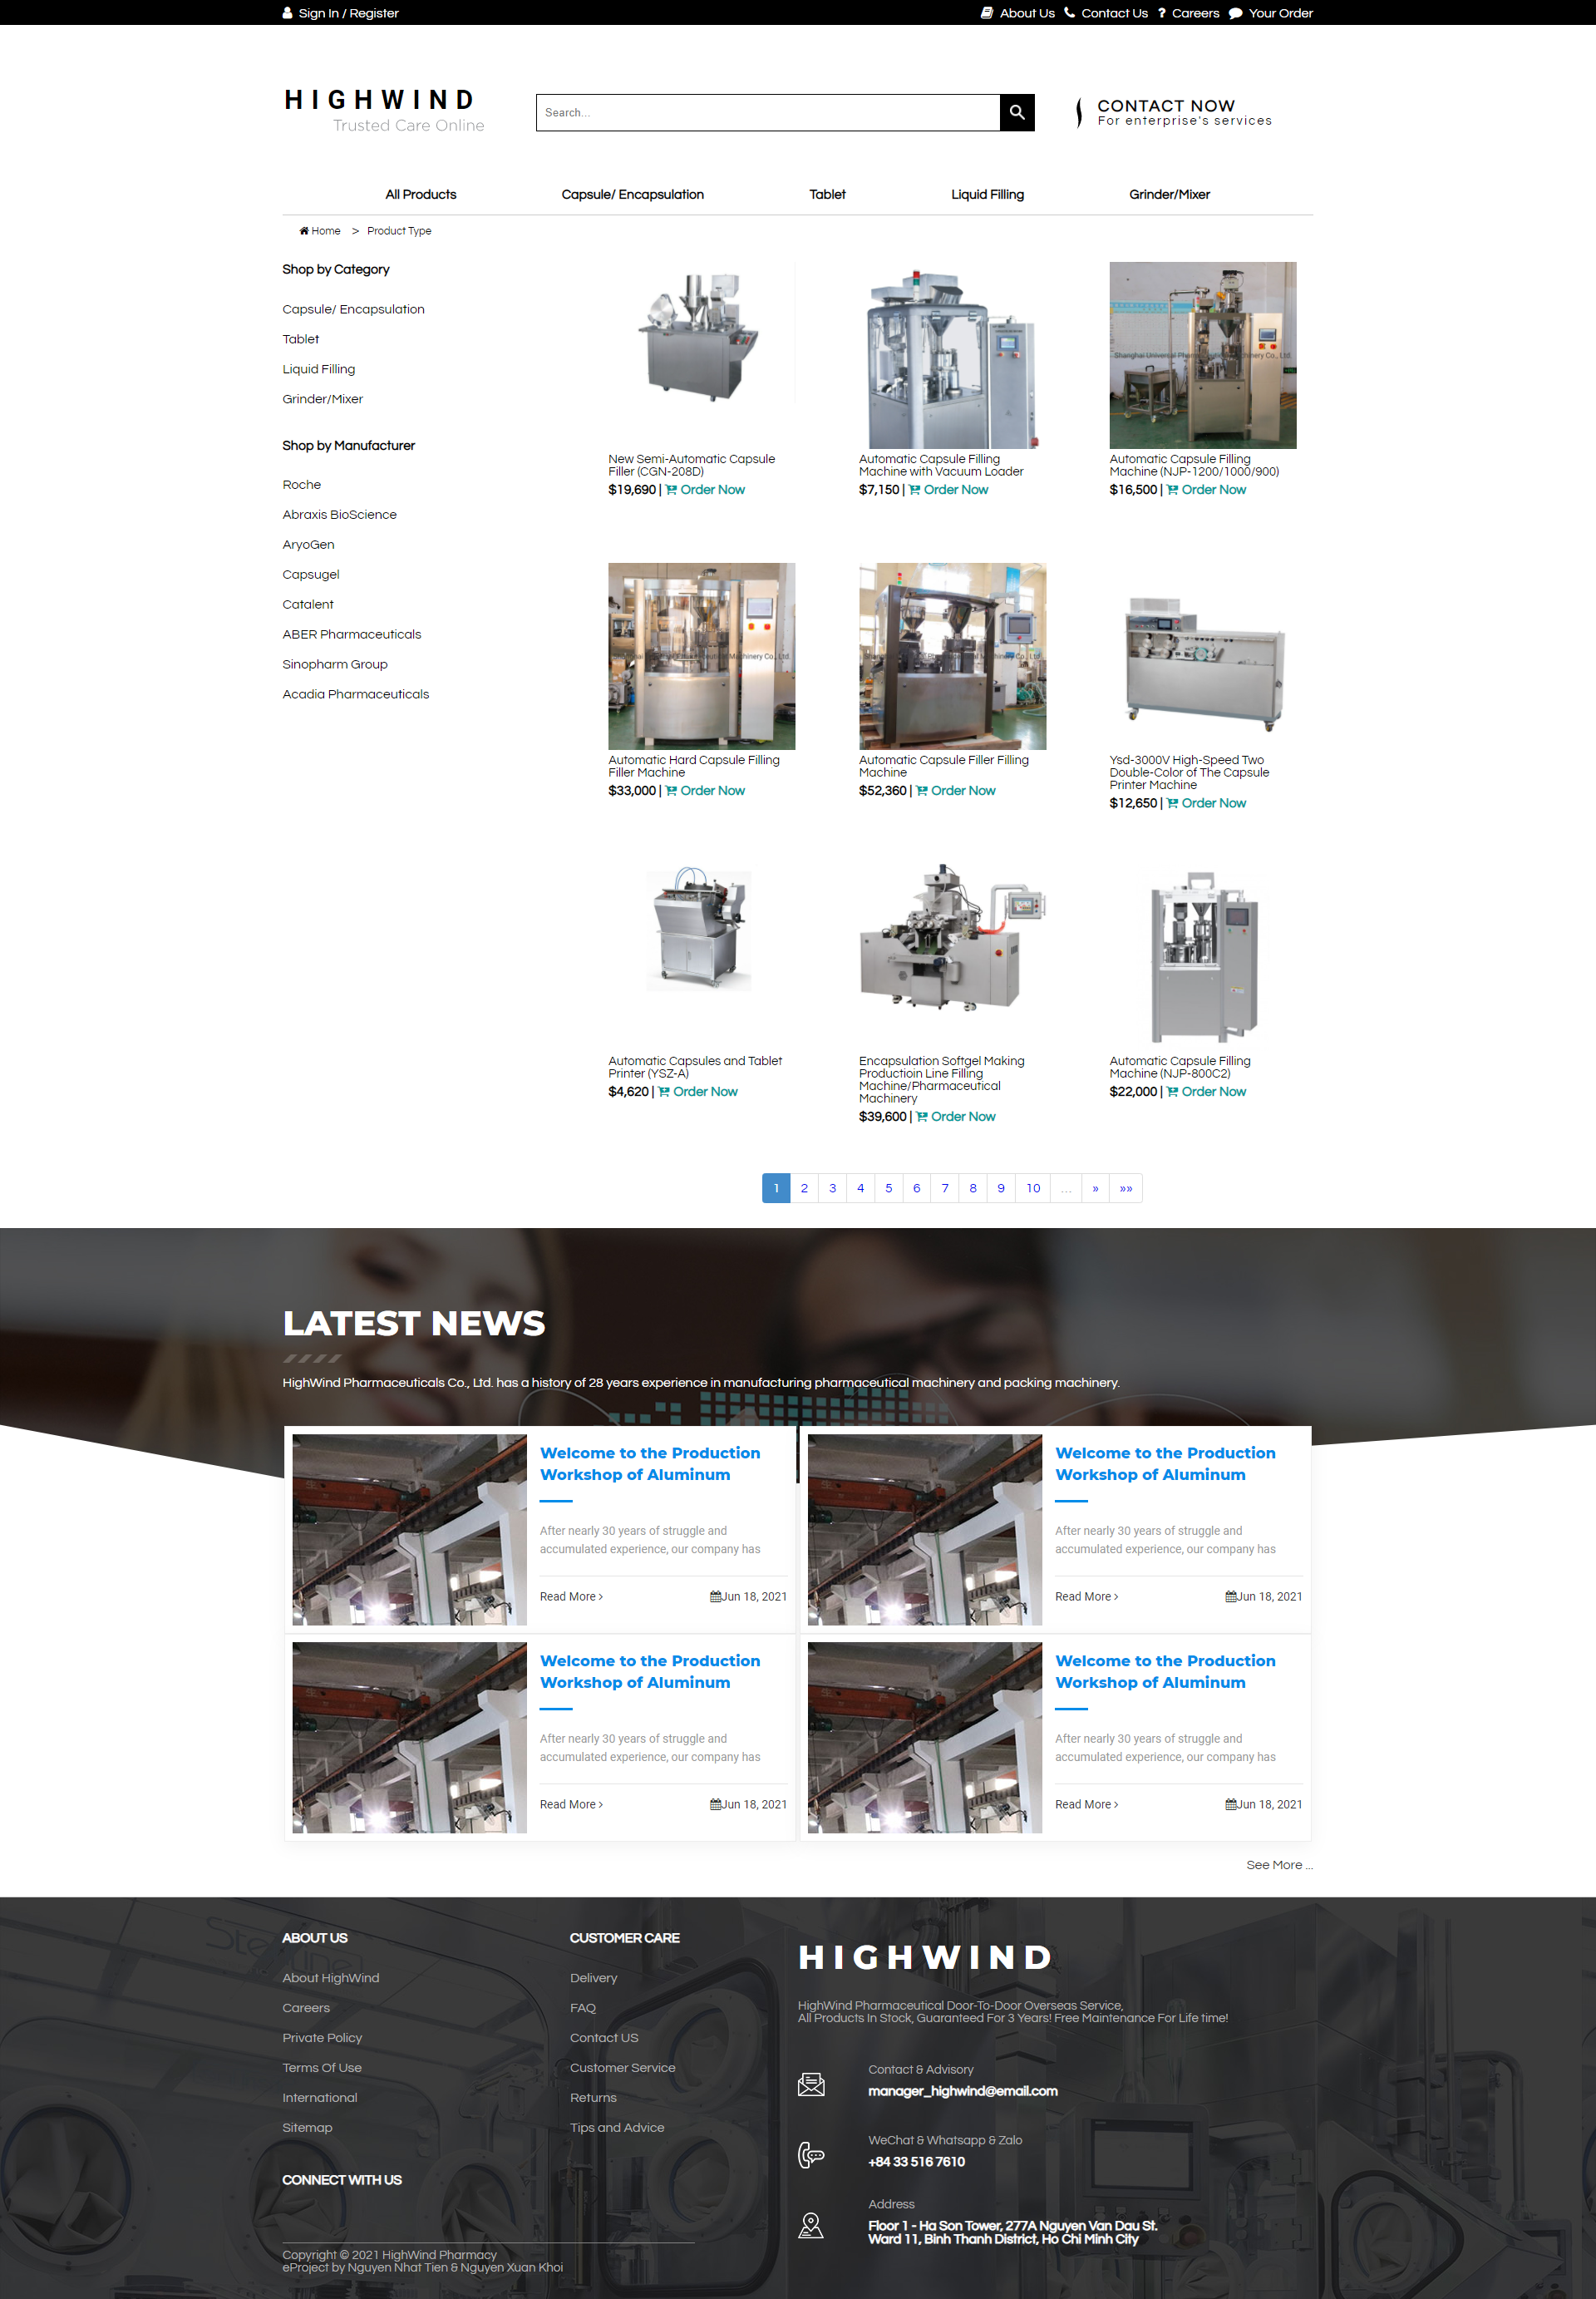 Sign In / Register
About Us Contact Us Careers Your Order
HIGHWIND
Trusted Care Online
Search...
CONTACT NOW
For enterprise's services
All Products Capsule/ Encapsulation Tablet Liquid Filling Grinder/Mixer
Home > Product Type
Shop by Category
Capsule/ Encapsulation
Tablet
Liquid Filling
Grinder/Mixer
Shop by Manufacturer
Roche
Abraxis BioScience
AryoGen
Capsugel
Catalent
ABER Pharmaceuticals
Sinopharm Group
Acadia Pharmaceuticals
New Semi-Automatic Capsule
Filler (CGN-208D)
$19,690 | Order Now
Automatic Capsule Filling
Machine with Vacuum Loader
$7,150 | Order Now
Automatic Capsule Filling
Machine (NJP-1200/1000/900)
$16,500 | Order Now
Automatic Hard Capsule Filling
Filler Machine
$33,000 | Order Now
Automatic Capsule Filler Filling
Machine
$52,360 | Order Now
Ysd-3000V High-Speed Two
Double-Color of The Capsule
Printer Machine
$12,650 | Order Now
Automatic Capsules and Tablet
Printer (YSZ-A)
$4,620 | Order Now
Encapsulation Softgel Making
Productioin Line Filling
Machine/Pharmaceutical
Machinery
$39,600 | Order Now
Automatic Capsule Filling
Machine (NJP-800C2)
$22,000 | Order Now
1 2 3 4 5 6 7 8 9 10 ... » »»
LATEST NEWS
HighWind Pharmaceuticals Co., Ltd. has a history of 28 years experience in manufacturing pharmaceutical machinery and packing machinery.
Welcome to the Production
Workshop of Aluminum
After nearly 30 years of struggle and
accumulated experience, our company has
Read More > Jun 18, 2021
Welcome to the Production
Workshop of Aluminum
After nearly 30 years of struggle and
accumulated experience, our company has
Read More > Jun 18, 2021
Welcome to the Production
Workshop of Aluminum
After nearly 30 years of struggle and
accumulated experience, our company has
Read More > Jun 18, 2021
Welcome to the Production
Workshop of Aluminum
After nearly 30 years of struggle and
accumulated experience, our company has
Read More > Jun 18, 2021
See More ...
ABOUT US
About HighWind
Careers
Private Policy
Terms Of Use
International
Sitemap
CONNECT WITH US
CUSTOMER CARE
Delivery
FAQ
Contact US
Customer Service
Returns
Tips and Advice
Copyright © 2021 HighWind Pharmacy
eProject by Nguyen Nhat Tien & Nguyen Xuan Khoi
HIGHWIND
HighWind Pharmaceutical Door-To-Door Overseas Service,
All Products In Stock, Guaranteed For 3 Years! Free Maintenance For Life time!
Contact & Advisory
manager_highwind@email.com
WeChat & Whatsapp & Zalo
+84 33 516 7610
Address
Floor 1 - Ha Son Tower, 277A Nguyen Van Dau St.
Ward 11, Binh Thanh District, Ho Chi Minh City